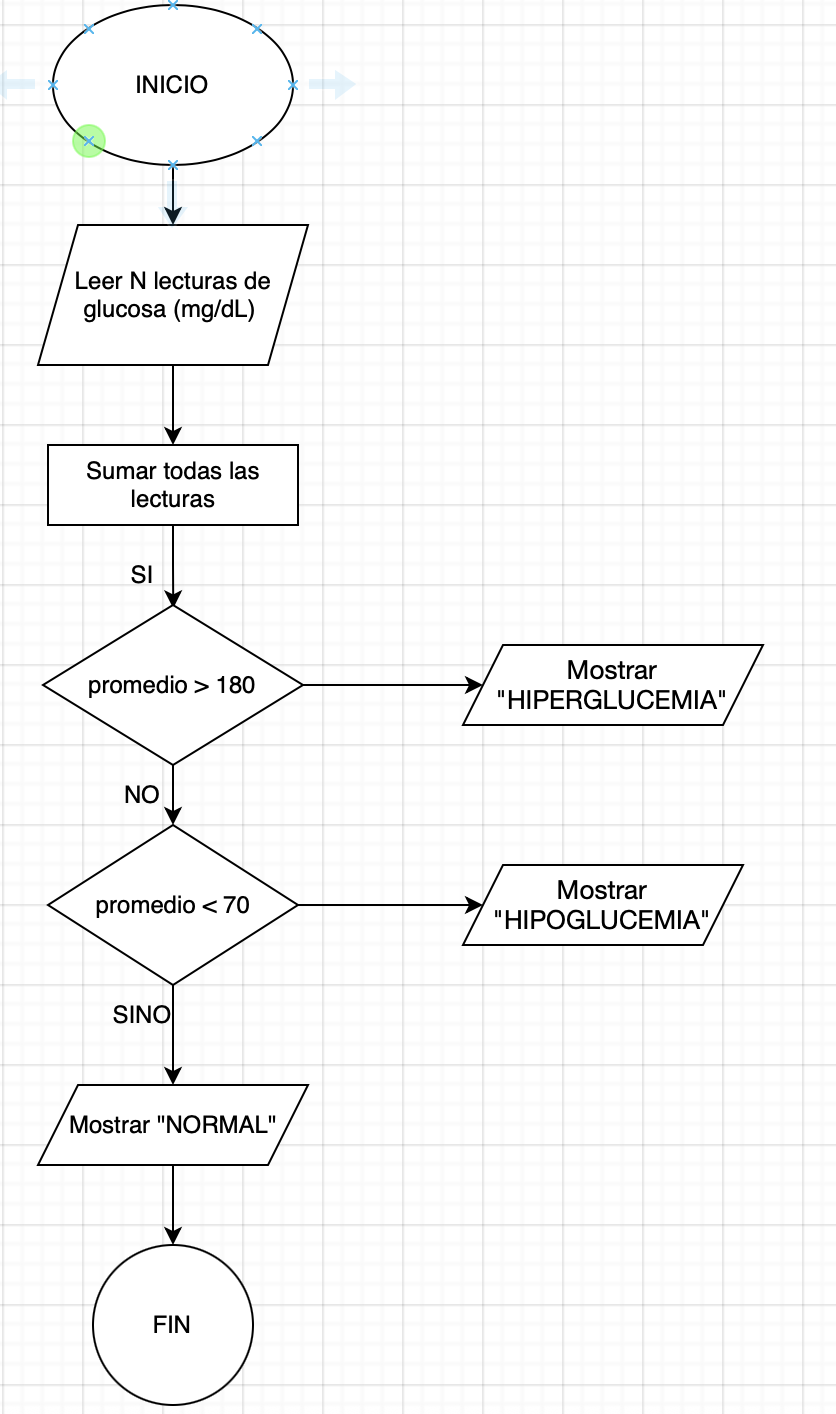 INICIO
Leer N lecturas de
glucosa (mg/dL)
Sumar todas las
lecturas
SI
promedio > 180
Mostrar
"HIPERGLUCEMIA"
NO
promedio < 70
Mostrar
"HIPOGLUCEMIA"
SINO
Mostrar "NORMAL"
FIN